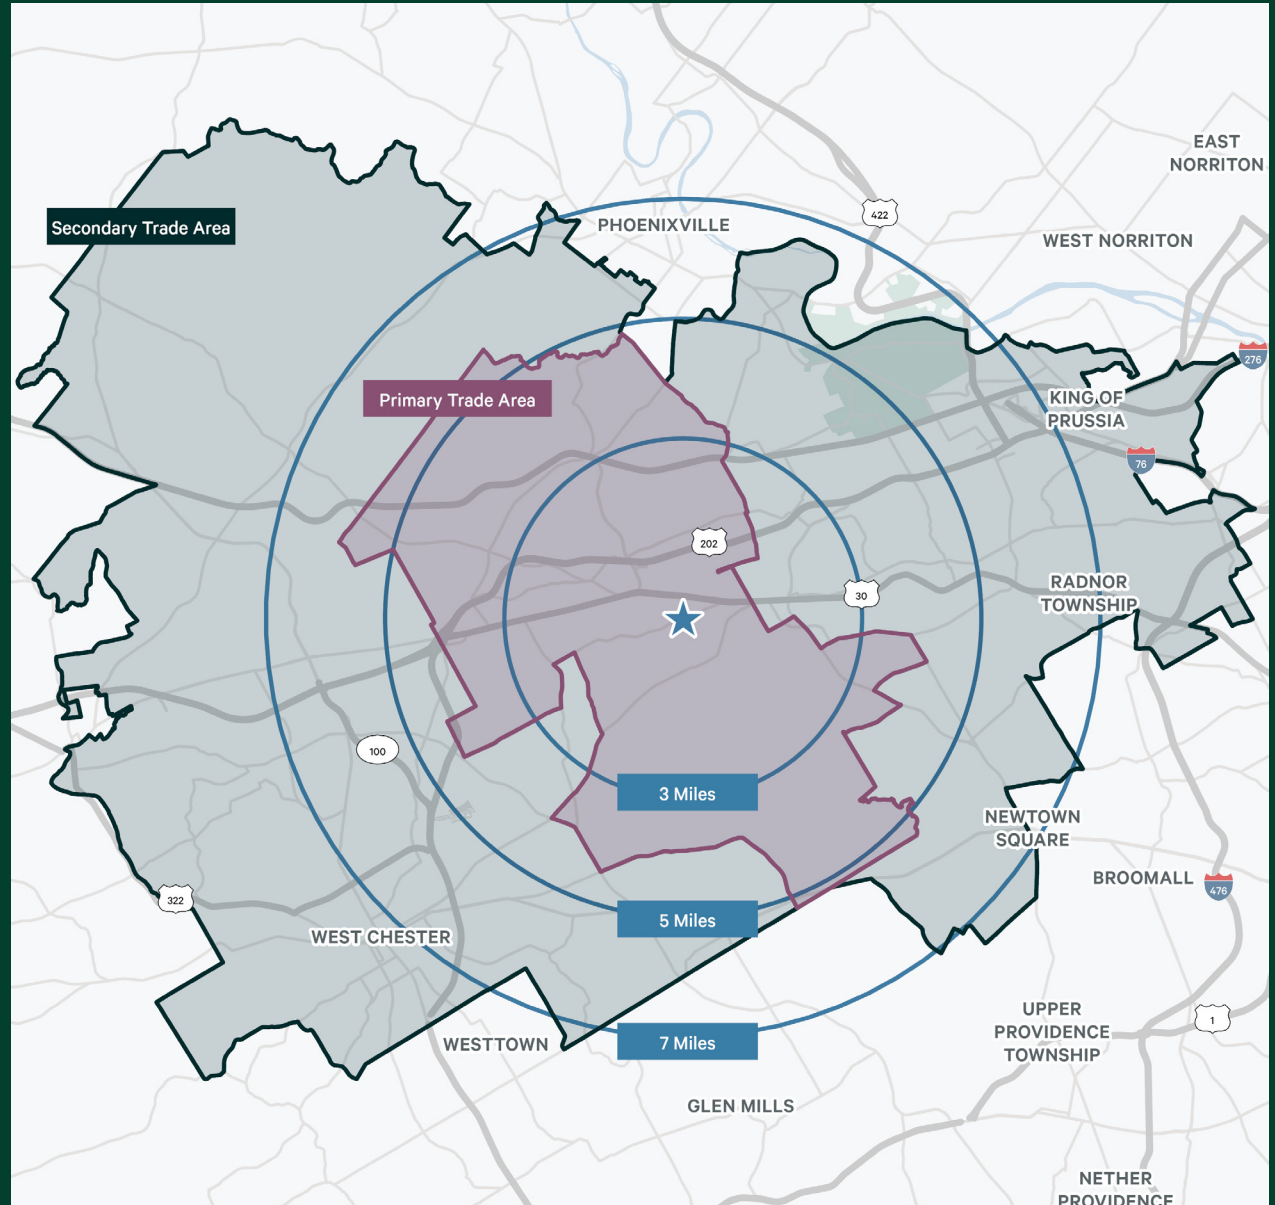 EAST
NORRITON
Secondary Trade Area
PHOENIXVILLE
422
WEST NORRITON
276
Primary Trade Area
KING OF
PRUSSIA
76
202
30
RADNOR
TOWNSHIP
100
3 Miles
NEWTOWN
SQUARE
BROOMALL
476
322
5 Miles
WEST CHESTER
UPPER
PROVIDENCE
TOWNSHIP
1
WESTTOWN
7 Miles
GLEN MILLS
NETHER
PROVIDENCE